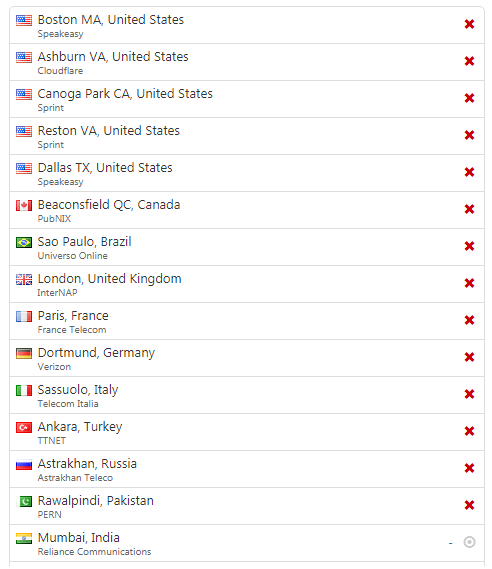 Boston MA, United States
Speakeasy
Ashburn VA, United States
Cloudflare
Canoga Park CA, United States
Sprint
Reston VA, United States
Sprint
Dallas TX, United States
Speakeasy
Beaconsfield QC, Canada
PubNIX
Sao Paulo, Brazil
Universo Online
London, United Kingdom
InterNAP
Paris, France
France Telecom
Dortmund, Germany
Verizon
Sassuolo, Italy
Telecom Italia
Ankara, Turkey
TTNET
Astrakhan, Russia
Astrakhan Teleco
Rawalpindi, Pakistan
PERN
Mumbai, India -
Reliance Communications